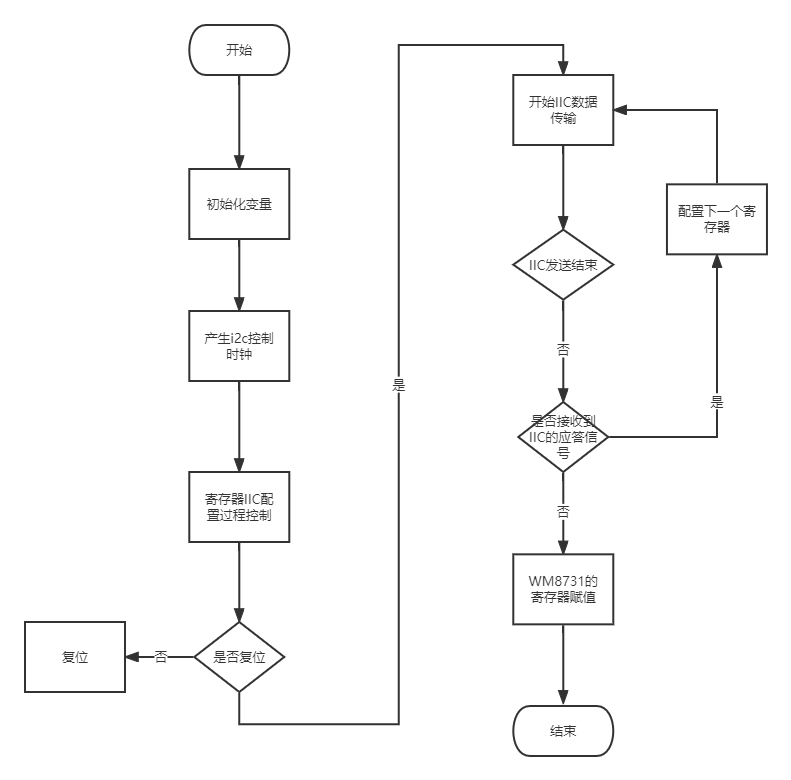 开始
初始化变量
产生i2c控制
时钟
寄存器IIC配
置过程控制
是否复位
否
复位
是
开始IIC数据
传输
IIC发送结束
否
是否接收到
IIC的应答信
号
是
配置下一个寄
存器
否
WM8731的
寄存器赋值
结束